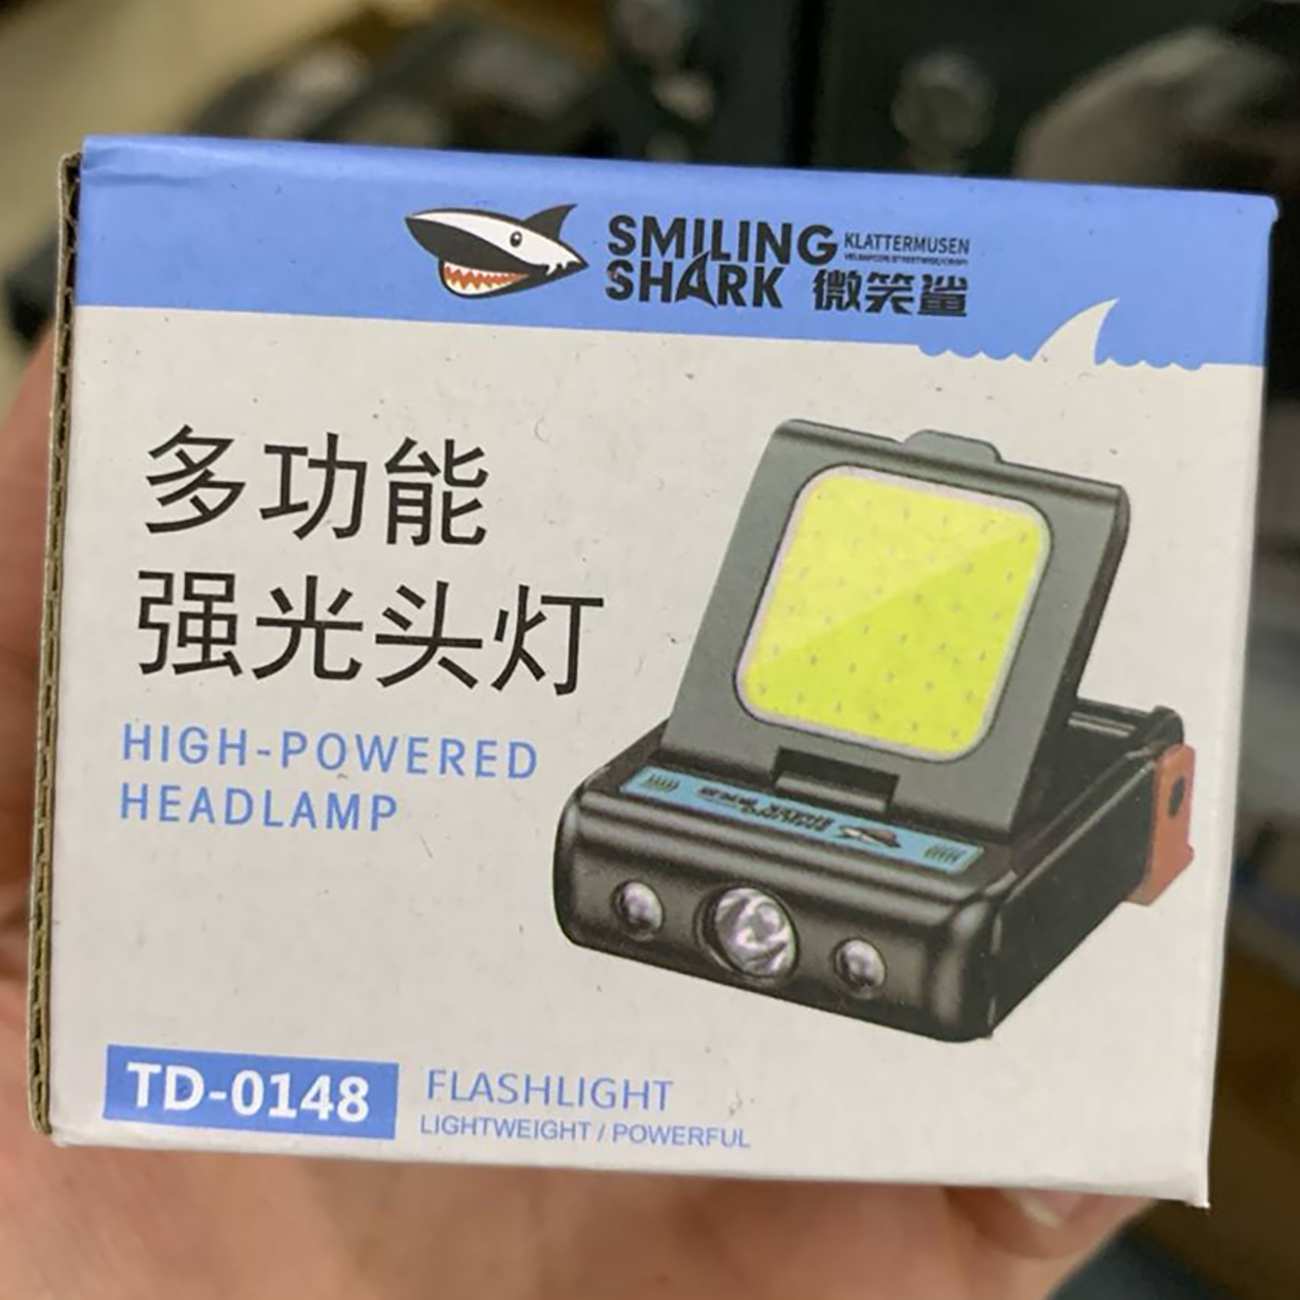 SMILING
SHARK
KLATTERMUSEN
微笑鲨
多功能
强光头灯
HIGH-POWERED
HEADLAMP
TD-0148
FLASHLIGHT
LIGHTWEIGHT / POWERFUL